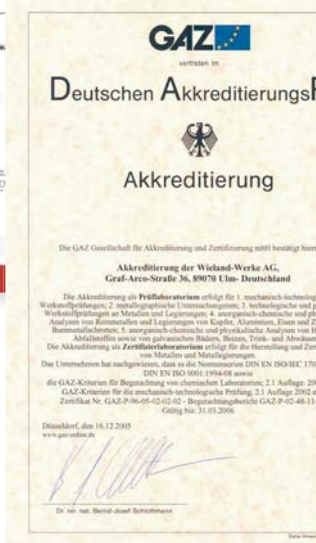 GAZ
vertreten im
Deutschen Akkreditierungs
Akkreditierung
Die GAZ Gesellschaft für Akkreditierung und Zertifizierung mbH bestätigt hier
Akkreditierung der Wieland-Werke AG,
Graf-Arco-Straße 36, 89070 Ulm- Deutschland
Die Akkreditierung als Prüflaboratorium erfolgt für 1. mechanisch-technolog
Werkstoffprüfungen; 2. metallographische Untersuchungen; 3. technologische und p
Werkstoffprüfungen an Metallen und Legierungen; 4. anorganisch-chemische und ph
Analysen von Reinmetallen und Legierungen von Kupfer, Aluminium, Eisen und Z
Buntmetallschrotten; 5. anorganisch-chemische und physikalische Analysen von H
Abfallstoffen sowie von galvanischen Bädern, Beizen, Trink- und Abwässer
Die Akkreditierung als Zertifizierlaboratorium erfolgt für die Herstellung und Zer
von Metallen und Metallegierungen.
Das Unternehmen hat nachgewiesen, dass es die Normserien DIN EN ISO/IEC 170
DIN EN ISO 9001:1994-08 sowie
die GAZ-Kriterien für Begutachtung von chemischen Laboratorien; 2.1 Auflage: 200
GAZ-Kriterien für die mechanisch-technologische Prüfung, 2.1 Auflage 2002 e
Zertifikat Nr. GAZ-P-96-05-02-02-02 - Begutachtungsbericht GAZ-P-02-48-11-
Gültig bis: 31.03.2006
Düsseldorf, den 16.12.2005
www.gaz-online.de
Dr. rer. nat. Bernd-Josef Schlothmann